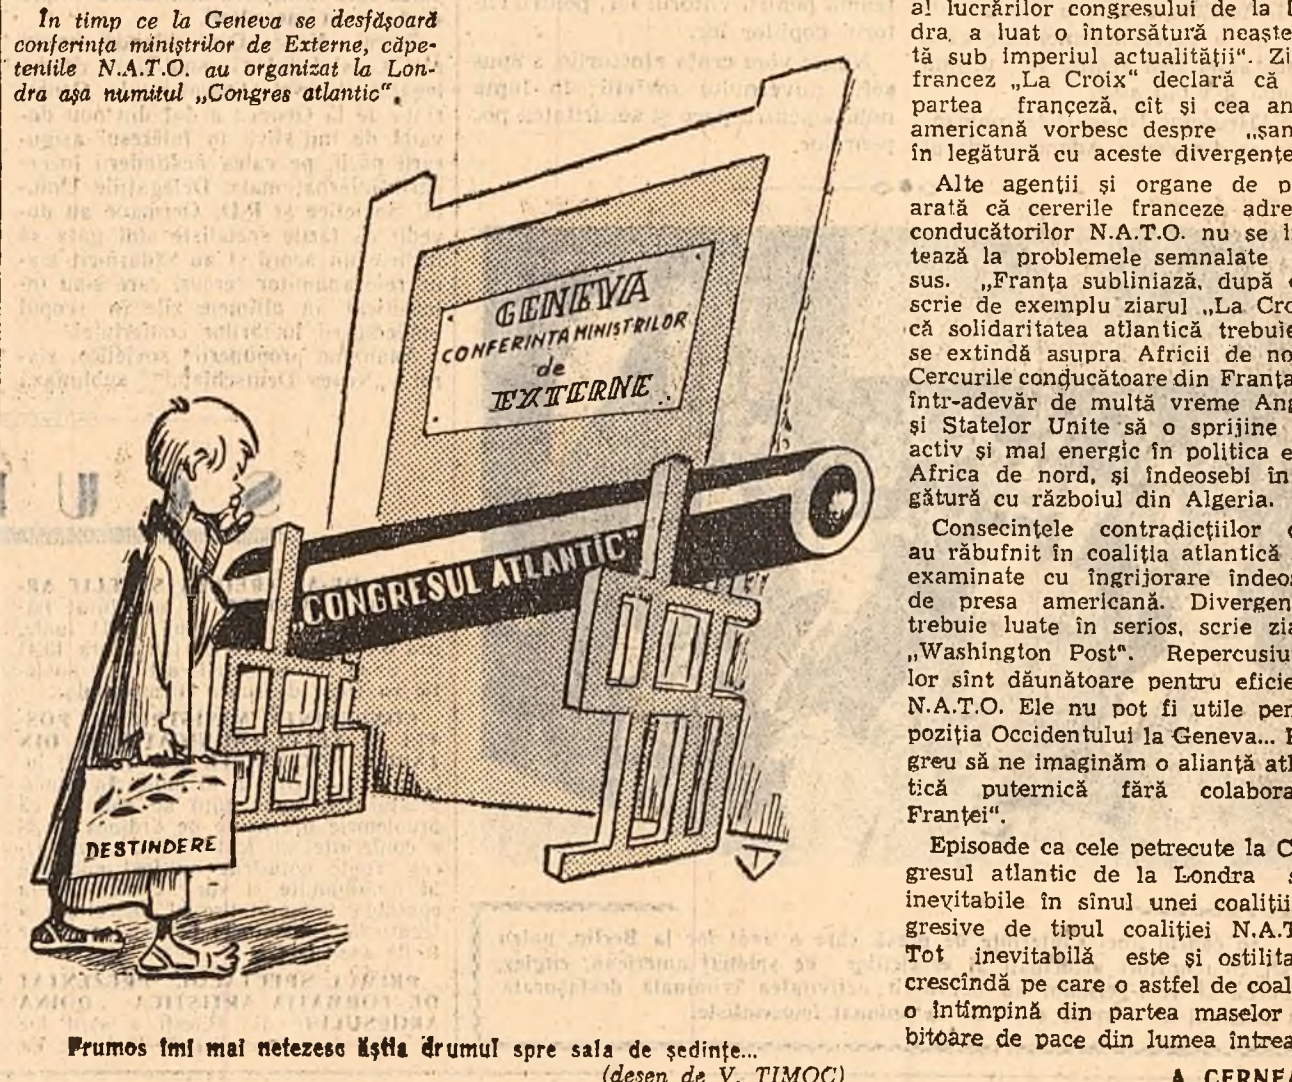 În timp ce la Geneva se desfășoară
conferința miniștrilor de Externe, căpe-
teniile N.A.T.O. au organizat la Lon-
dra așa numitul „Congres atlantic”.
GENEVA
CONFERINȚA MINIȘTRILOR
de
EXTERNE
„CONGRESUL ATLANTIC”
DESTINDERE
T
Frumos îmi mai netezesc ăștia drumul spre sala de ședințe...
(desen de V. TIMOC)
al lucrărilor congresului de la
dra, a luat o întorsătură neaște
tă sub imperiul actualității“. Zi
francez „La Croix” declară că
partea franceză, cît și cea an
americană vorbesc despre „șan
în legătură cu aceste divergențe
Alte agenții și organe de p
arată că cererile franceze adre
conducătorilor N.A.T.O. nu se
tează la problemele semnalate
sus. „Franța subliniază, după
scrie de exemplu ziarul „La Cro
că solidaritatea atlantică trebuie
se extindă asupra Africii de no
Cercurile conducătoare din Franța
într-adevăr de multă vreme Ang
și Statelor Unite să o sprijine
activ și mai energic în politica
Africa de nord, și îndeosebi în
gătură cu războiul din Algeria.
Consecințele contradicțiilor
au răbufnit în coaliția atlantică
examinate cu îngrijorare îndeos
de presa americană. Divergen
trebuie luate în serios, scrie zia
„Washington Post”. Repercusiu
lor sînt dăunătoare pentru eficie
N.A.T.O. Ele nu pot fi utile pen
poziția Occidentului la Geneva...
greu să ne imaginăm o alianță atl
tică puternică fără colabora
Franței“.
Episoade ca cele petrecute la
gresul atlantic de la Londra
inevitabile în sînul unei coaliții
gresive de tipul coaliției N.A.T
Tot inevitabilă este și ostilita
crescîndă pe care o astfel de coal
o întîmpină din partea maselor
bitoare de pace din lumea întrea
A. CERNEA